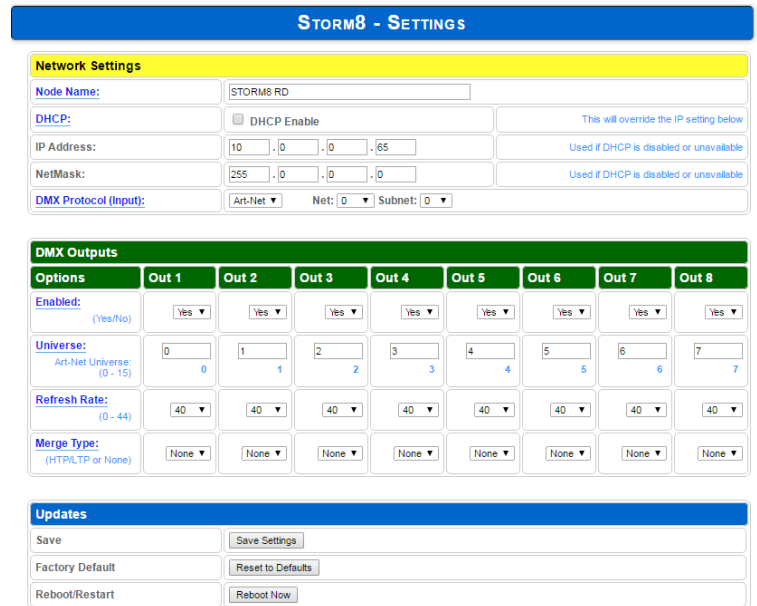 STORM8 - SETTINGS
Network Settings
Node Name: STORM8 RD
DHCP: DHCP Enable This will override the IP setting below
IP Address: 10 . 0 . 0 . 65 Used if DHCP is disabled or unavailable
NetMask: 255 . 0 . 0 . 0 Used if DHCP is disabled or unavailable
DMX Protocol (Input): Art-Net Net: 0 Subnet: 0
DMX Outputs
Options Out 1 Out 2 Out 3 Out 4 Out 5 Out 6 Out 7 Out 8
Enabled:
(Yes/No) Yes Yes Yes Yes Yes Yes Yes Yes
Universe: 0 1 2 3 4 5 6 7
Art-Net Universe:
(0 - 15) 0 1 2 3 4 5 6 7
Refresh Rate:
(0 - 44) 40 40 40 40 40 40 40 40
Merge Type:
(HTP/LTP or None) None None None None None None None None
Updates
Save Save Settings
Factory Default Reset to Defaults
Reboot/Restart Reboot Now